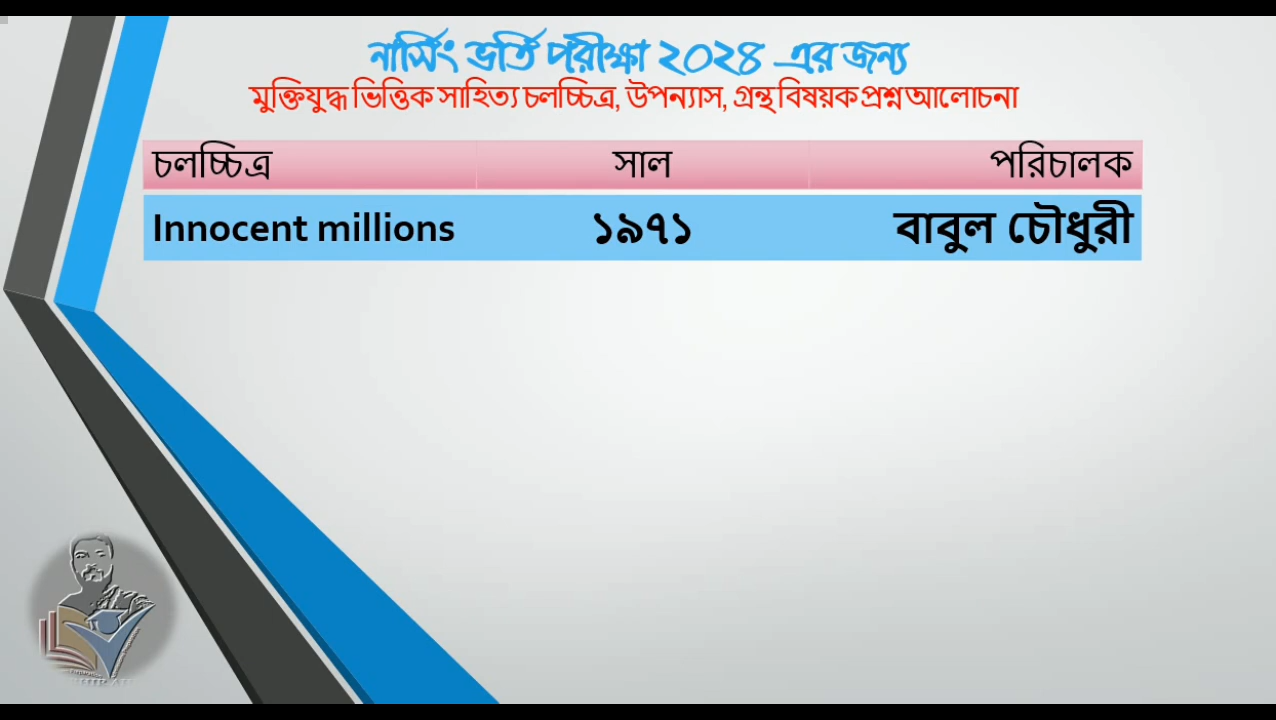 নার্সিং ভর্তি পরীক্ষা ২০২৪ এর জন্য
মুক্তিযুদ্ধ ভিত্তিক সাহিত্য চলচ্চিত্র, উপন্যাস, গ্রন্থ বিষয়ক প্রশ্ন আলোচনা
চলচ্চিত্র সাল পরিচালক
Innocent millions ১৯৭১ বাবুল চৌধুরী